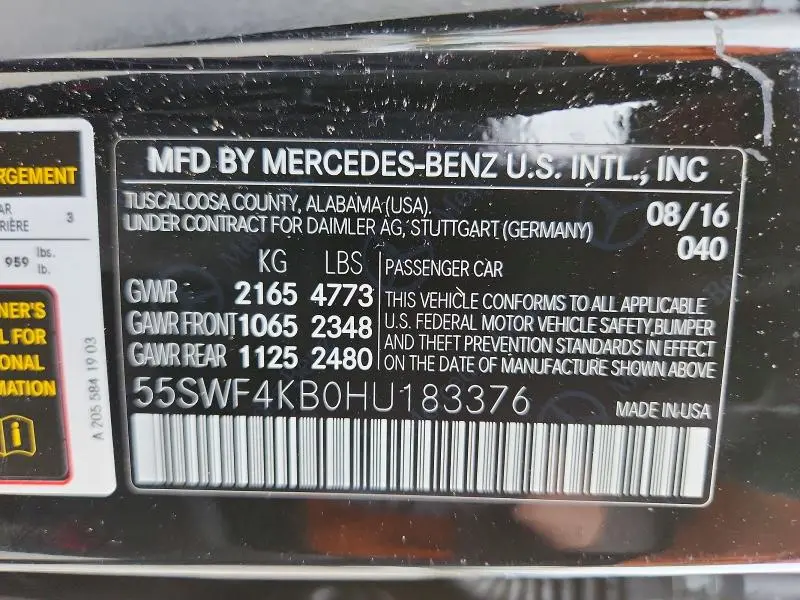 RGEMENT
AR
RIÈRE 3
959 lbs.
lb.
NER'S
L FOR
ONAL
RMATION
A 205 584 19 03
MFD BY MERCEDES-BENZ U.S. INTL., INC
TUSCALOOSA COUNTY, ALABAMA (USA).
UNDER CONTRACT FOR DAIMLER AG, STUTTGART (GERMANY)
08/16
040
KG LBS
GVWR 2165 4773
GAWR FRONT 1065 2348
GAWR REAR 1125 2480
PASSENGER CAR
THIS VEHICLE CONFORMS TO ALL APPLICABLE
U.S. FEDERAL MOTOR VEHICLE SAFETY,BUMPER
AND THEFT PREVENTION STANDARDS IN EFFECT
ON THE DATE OF MANUFACTURE SHOWN ABOVE
55SWF4KB0HU183376
MADE IN USA